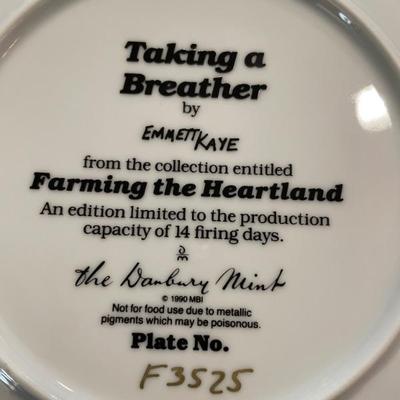 Taking a
Breather
by
EMMETT KAYE
from the collection entitled
Farming the Heartland
An edition limited to the production
capacity of 14 firing days.
DM
the Danbury Mint
© 1990 MBI
Not for food use due to metallic
pigments which may be poisonous.
Plate No.
F3525